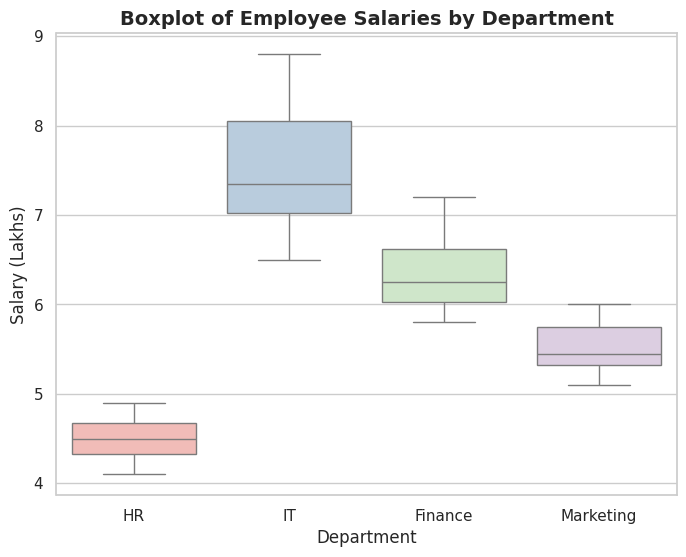 Boxplot of Employee Salaries by Department
9
8
7
6
5
4
Salary (Lakhs)
HR IT Finance Marketing
Department